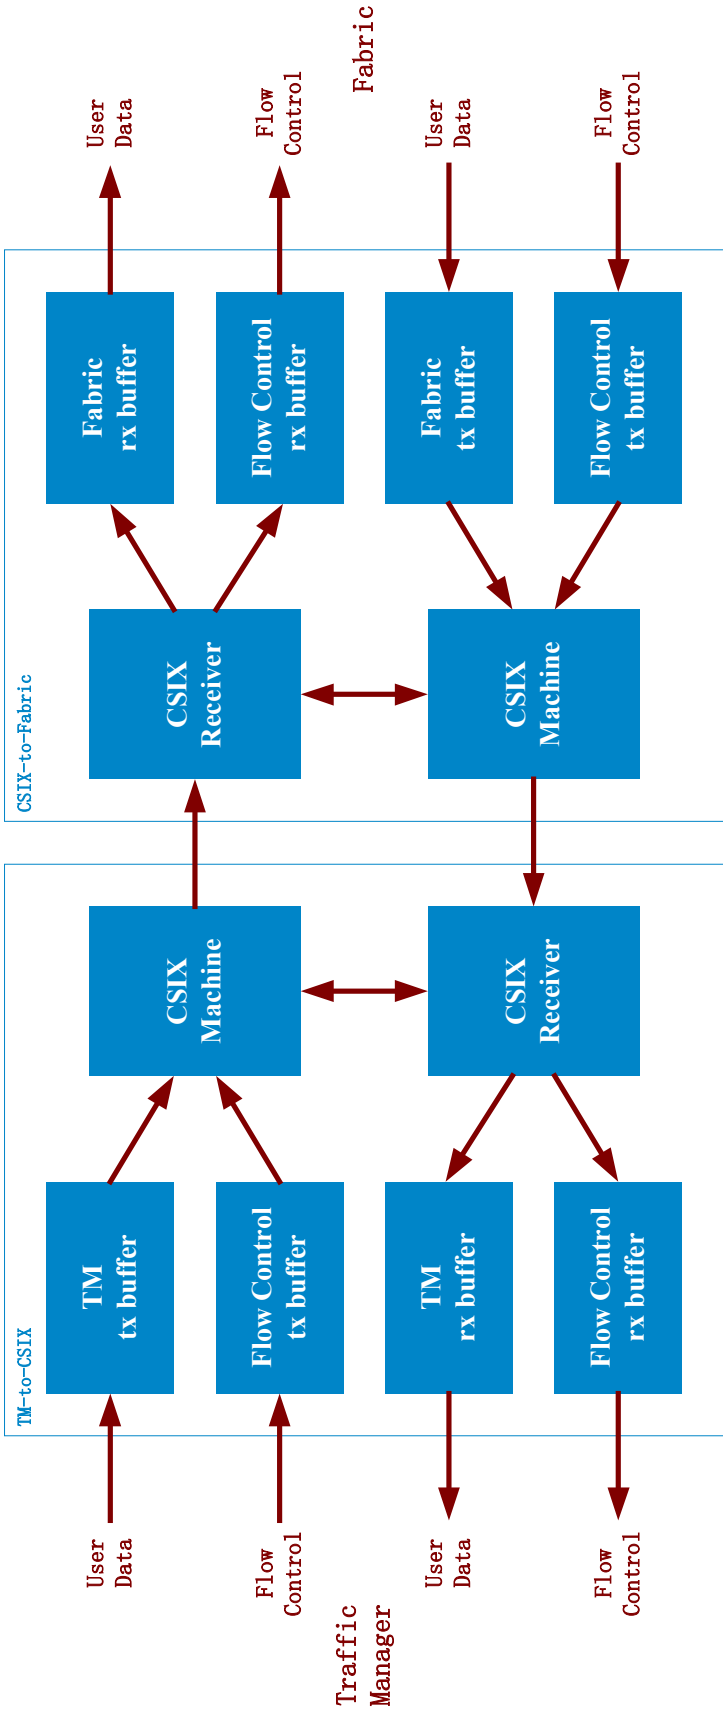 TM-to-CSIX
CSIX-to-Fabric
User
Data
TM
tx buffer
CSIX
Machine
CSIX
Receiver
Fabric
rx buffer
User
Data
Flow
Control
Flow Control
tx buffer
Flow Control
rx buffer
Flow
Control
Traffic
Manager
Fabric
User
Data
TM
rx buffer
CSIX
Receiver
CSIX
Machine
Fabric
tx buffer
User
Data
Flow
Control
Flow Control
rx buffer
Flow Control
tx buffer
Flow
Control